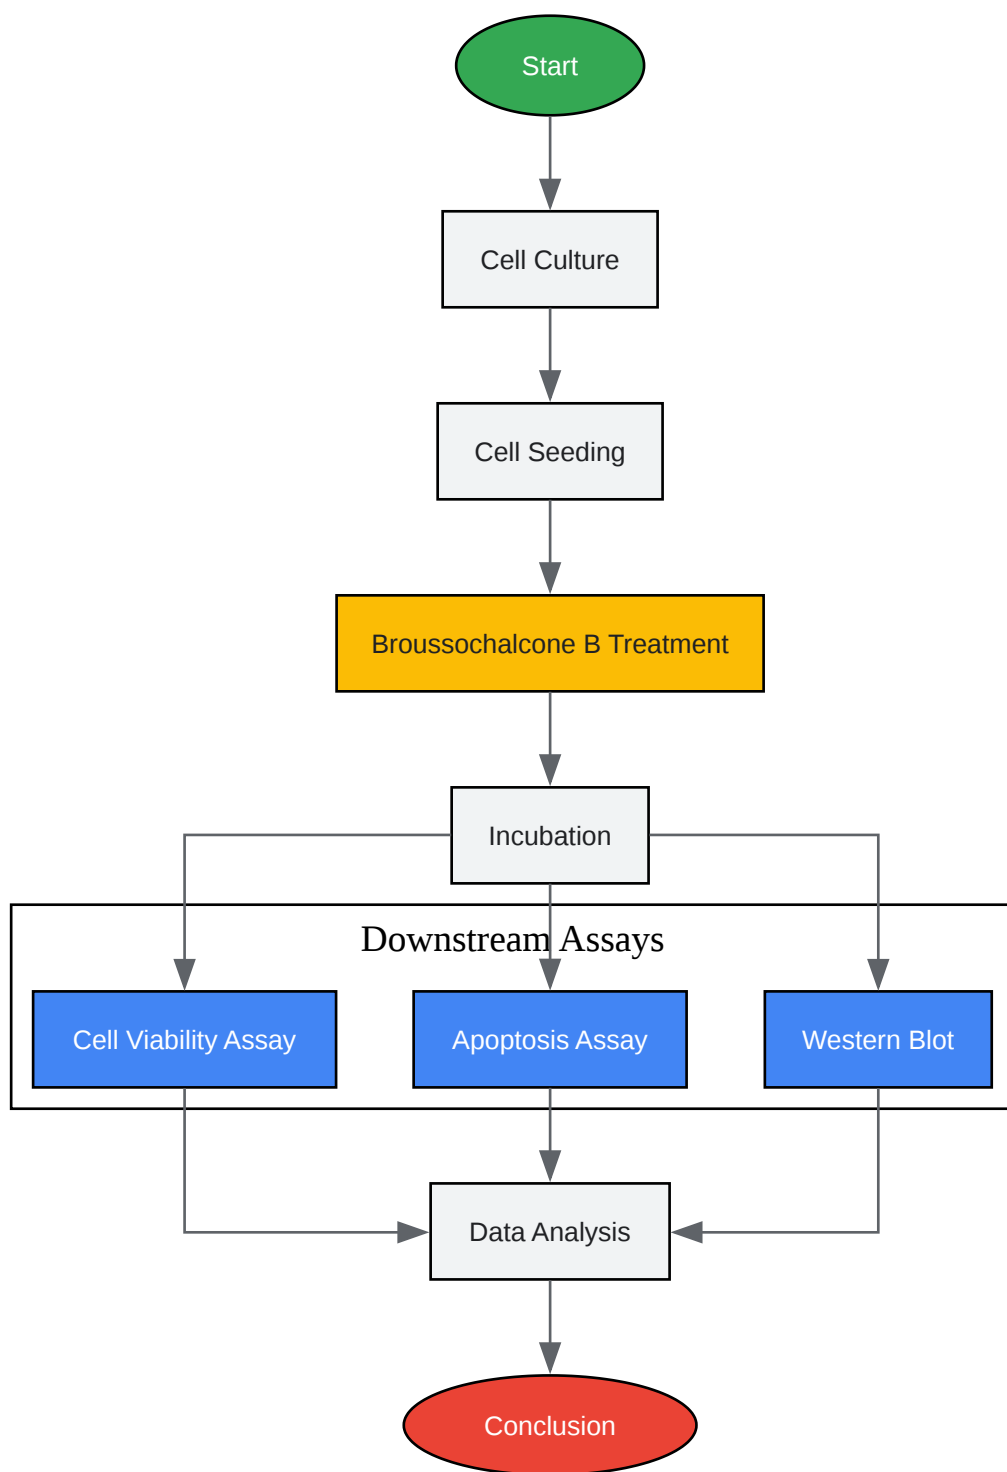 Start
Cell Culture
Cell Seeding
Broussochalcone B Treatment
Incubation
Downstream Assays
Cell Viability Assay
Apoptosis Assay
Western Blot
Data Analysis
Conclusion